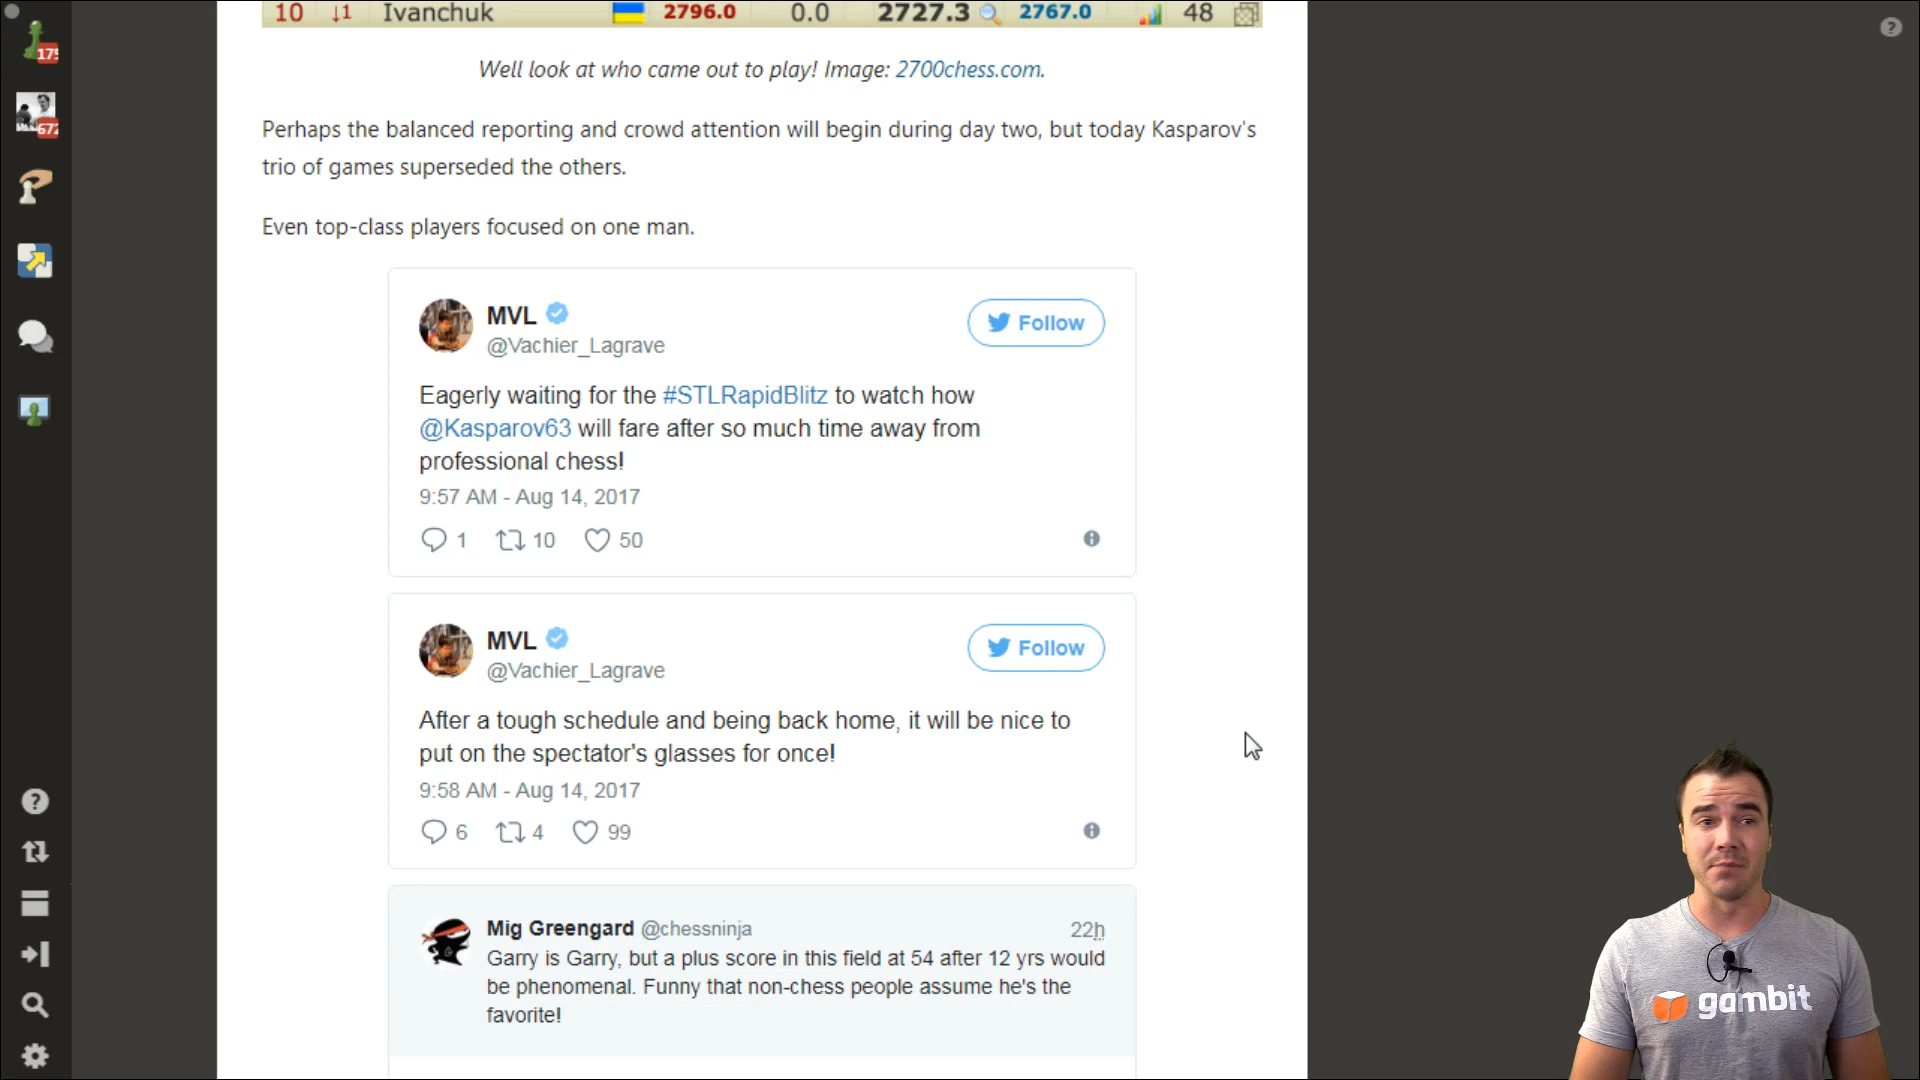 10 ↓1 Ivanchuk 2796.0 0.0 2727.3 2767.0 48
Well look at who came out to play! Image: 2700chess.com.
Perhaps the balanced reporting and crowd attention will begin during day two, but today Kasparov's
trio of games superseded the others.
Even top-class players focused on one man.
MVL
@Vachier_Lagrave
Follow
Eagerly waiting for the #STLRapidBlitz to watch how
@Kasparov63 will fare after so much time away from
professional chess!
9:57 AM - Aug 14, 2017
1 10 50
MVL
@Vachier_Lagrave
Follow
After a tough schedule and being back home, it will be nice to
put on the spectator's glasses for once!
9:58 AM - Aug 14, 2017
6 4 99
Mig Greengard @chessninja 22h
Garry is Garry, but a plus score in this field at 54 after 12 yrs would
be phenomenal. Funny that non-chess people assume he's the
favorite!
175
672
gambit